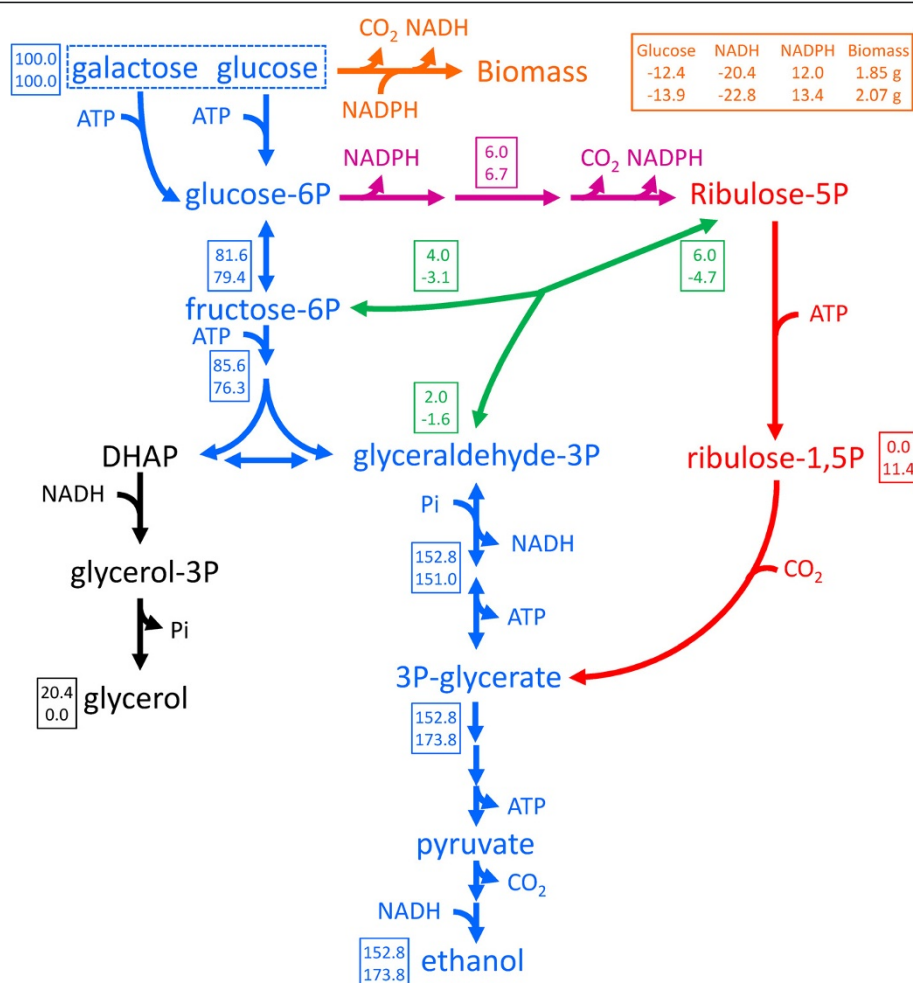 CO2 NADH
100.0
100.0
galactose glucose
Biomass
NADPH
Glucose NADH NADPH Biomass
-12.4 -20.4 12.0 1.85 g
-13.9 -22.8 13.4 2.07 g
ATP
ATP
NADPH
6.0
6.7
CO2 NADPH
glucose-6P
Ribulose-5P
81.6
79.4
4.0
-3.1
6.0
-4.7
fructose-6P
ATP
ATP
85.6
76.3
2.0
-1.6
DHAP
glyceraldehyde-3P
ribulose-1,5P
0.0
11.4
NADH
Pi
NADH
152.8
151.0
glycerol-3P
CO2
ATP
Pi
3P-glycerate
20.4
0.0
glycerol
152.8
173.8
ATP
pyruvate
CO2
NADH
152.8
173.8
ethanol